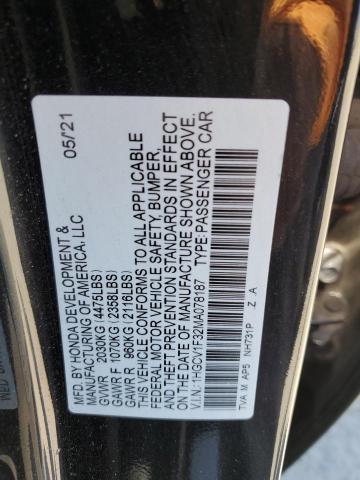 MFD. BY HONDA DEVELOPMENT & 05/21
MANUFACTURING OF AMERICA, LLC
GVWR 2030KG (4475LBS)
GAWR F 1070KG (2358LBS)
GAWR R 960KG (2116LBS)
THIS VEHICLE CONFORMS TO ALL APPLICABLE
FEDERAL MOTOR VEHICLE SAFETY, BUMPER,
AND THEFT PREVENTION STANDARDS IN EFFECT
ON THE DATE OF MANUFACTURE SHOWN ABOVE.
V.I.N.:1HGCV1F32MA078187 TYPE:PASSENGER CAR
TVA M AP5 NH731P Z A